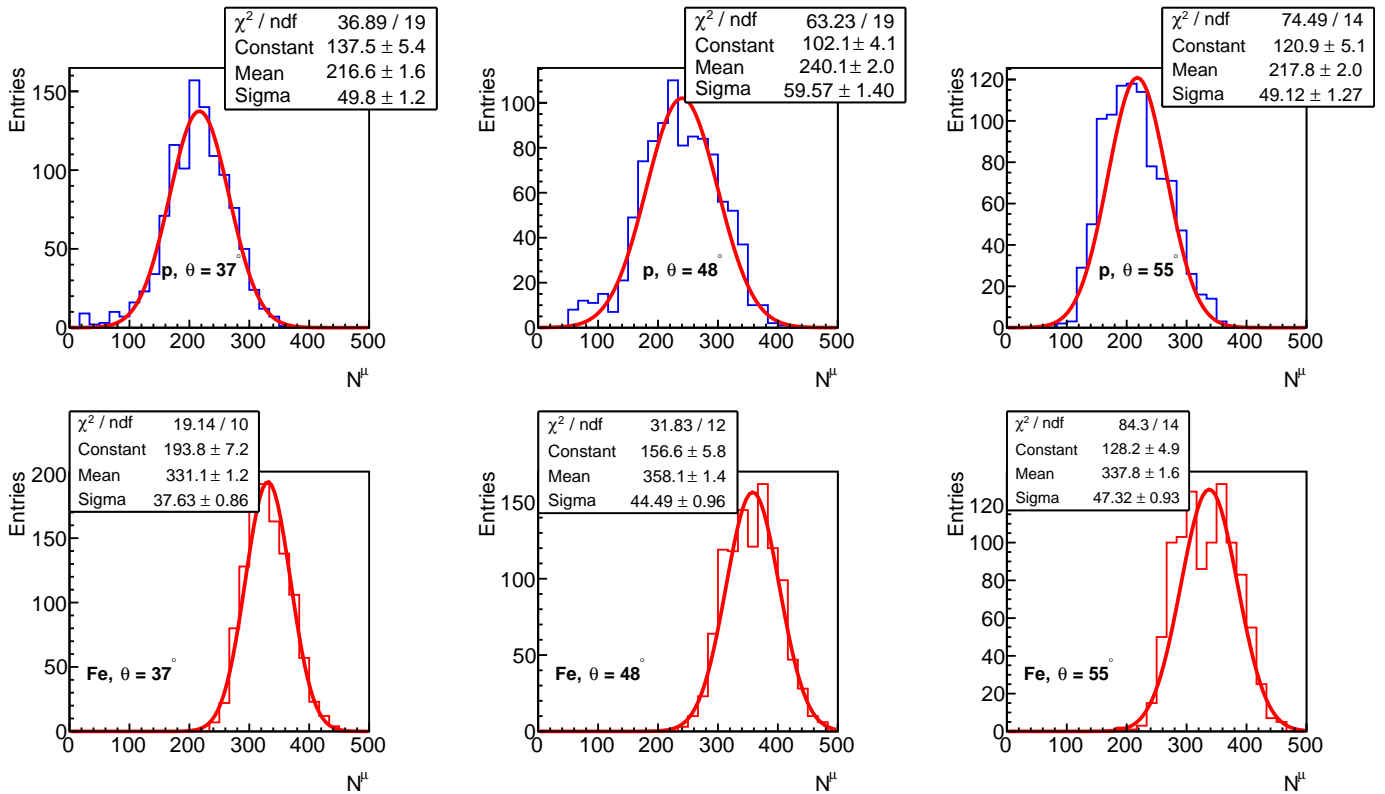 χ² / ndf 36.89 / 19
Constant 137.5 ± 5.4
Mean 216.6 ± 1.6
Sigma 49.8 ± 1.2
Entries
150
100
50
0
p, θ = 37°
0 100 200 300 400 500
N^μ
χ² / ndf 63.23 / 19
Constant 102.1± 4.1
Mean 240.1± 2.0
Sigma 59.57 ± 1.40
Entries
100
80
60
40
20
0
p, θ = 48°
0 100 200 300 400 500
N^μ
χ² / ndf 74.49 / 14
Constant 120.9 ± 5.1
Mean 217.8 ± 2.0
Sigma 49.12 ± 1.27
Entries
120
100
80
60
40
20
0
p, θ = 55°
0 100 200 300 400 500
N^μ
χ² / ndf 19.14 / 10
Constant 193.8 ± 7.2
Mean 331.1 ± 1.2
Sigma 37.63 ± 0.86
Entries
200
150
100
50
0
Fe, θ = 37°
0 100 200 300 400 500
N^μ
χ² / ndf 31.83 / 12
Constant 156.6 ± 5.8
Mean 358.1 ± 1.4
Sigma 44.49 ± 0.96
Entries
150
100
50
0
Fe, θ = 48°
0 100 200 300 400 500
N^μ
χ² / ndf 84.3 / 14
Constant 128.2 ± 4.9
Mean 337.8 ± 1.6
Sigma 47.32 ± 0.93
Entries
120
100
80
60
40
20
0
Fe, θ = 55°
0 100 200 300 400 500
N^μ